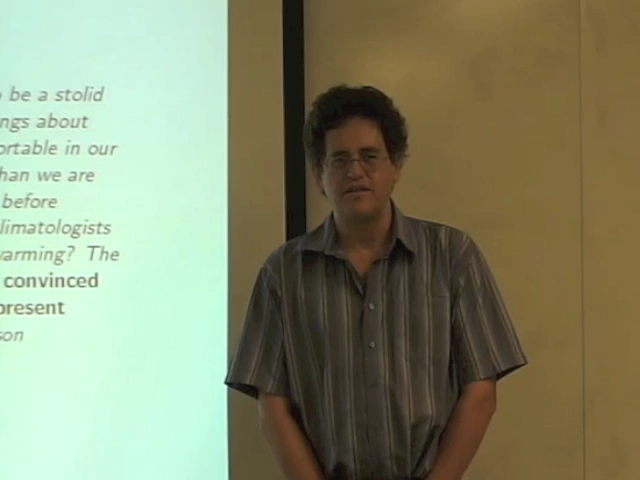 be a stolid
ngs about
ortable in our
han we are
before
limatologists
warming? The
convinced
present
son